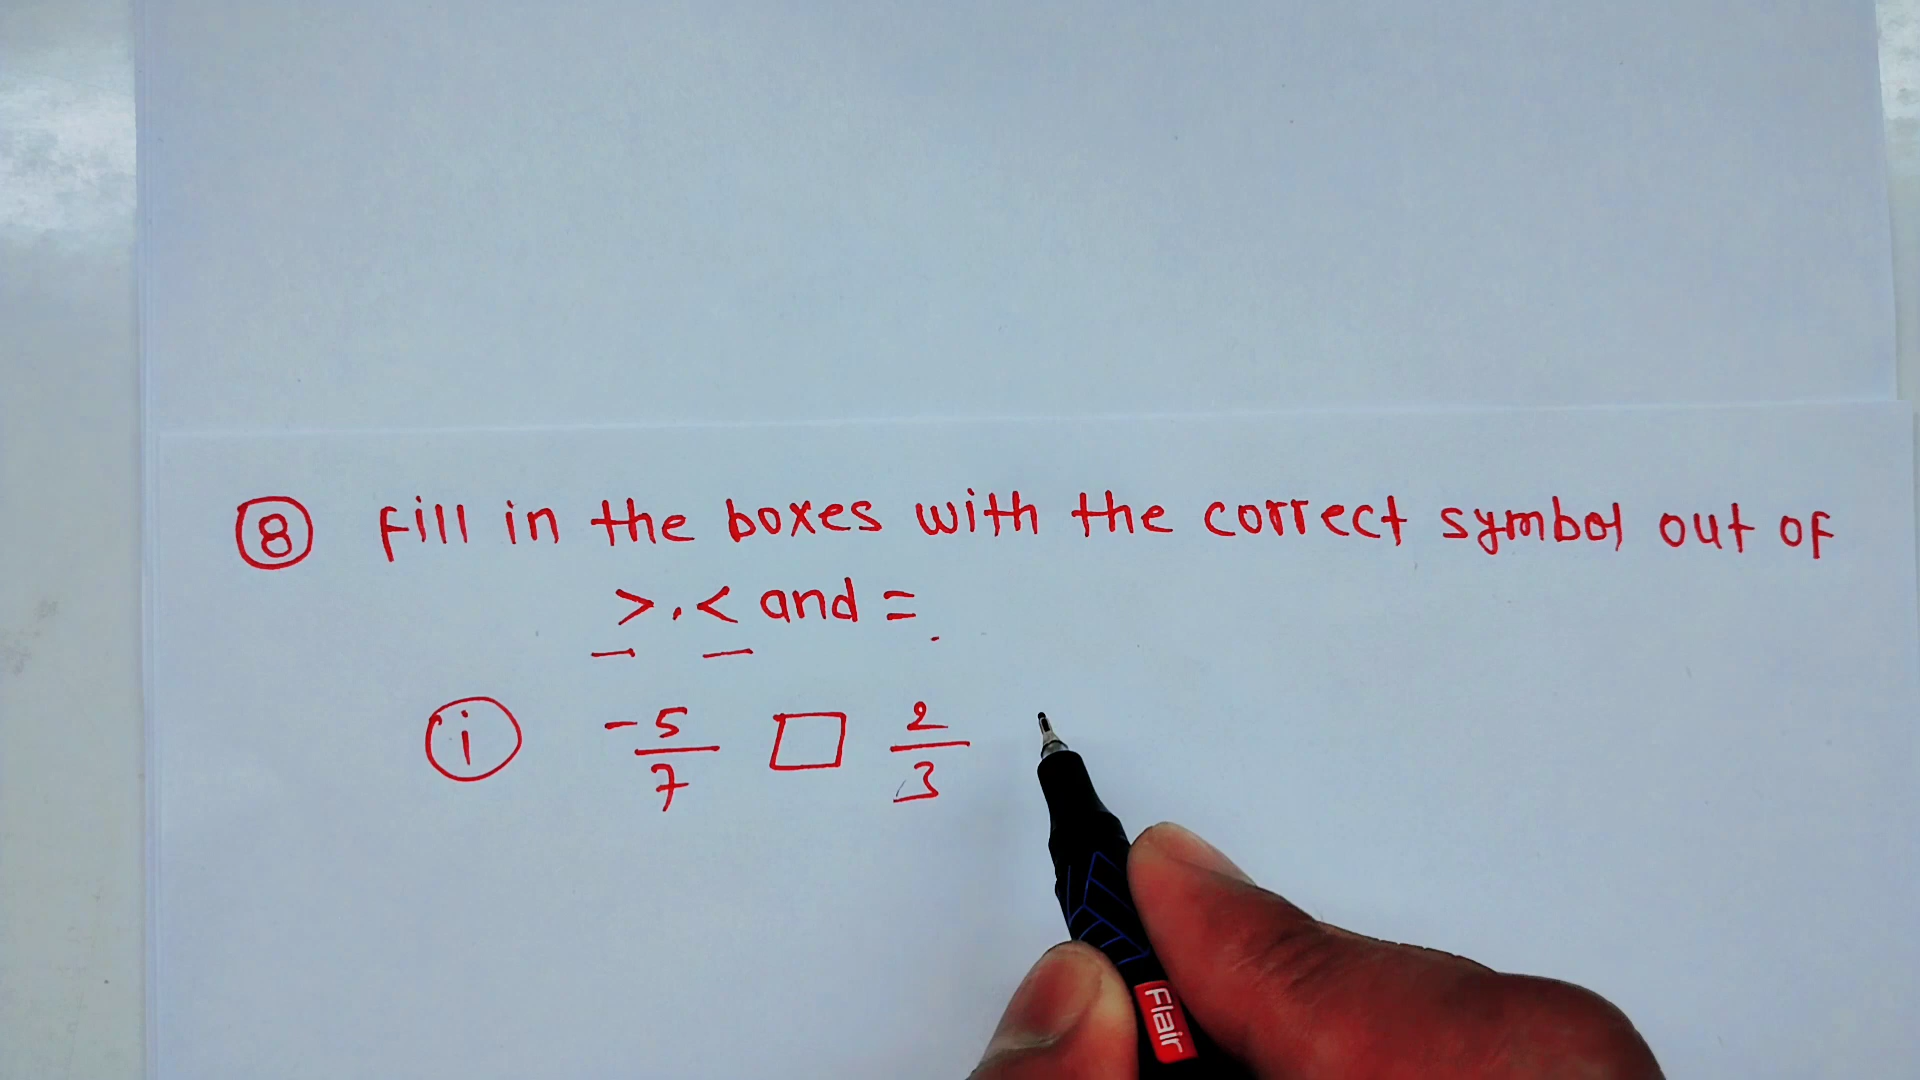 8 Fill in the boxes with the correct symbol out of
>, < and =.
i -5/7 □ 2/3
Flair